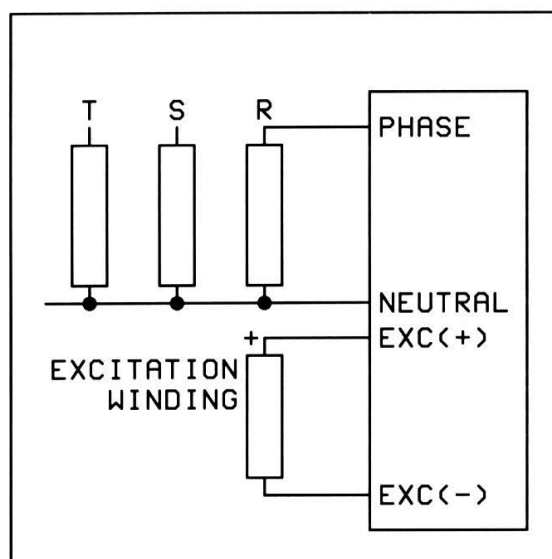 T S R
PHASE
NEUTRAL
+ EXC(+)
EXCITATION
WINDING
EXC(-)